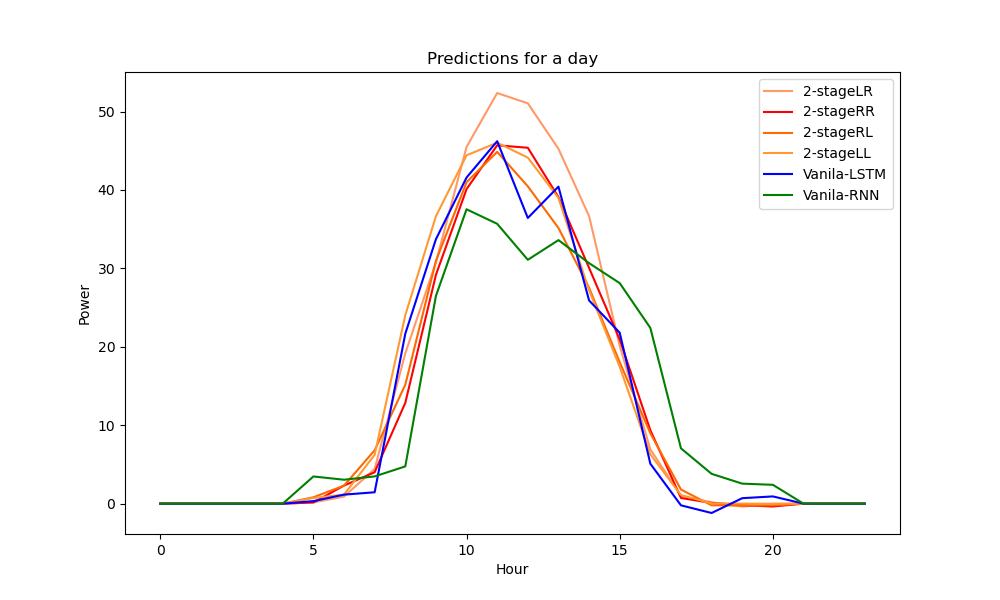 Predictions for a day
2-stageLR
2-stageRR
2-stageRL
2-stageLL
Vanila-LSTM
Vanila-RNN
50
40
30
20
10
0
Power
0 5 10 15 20
Hour